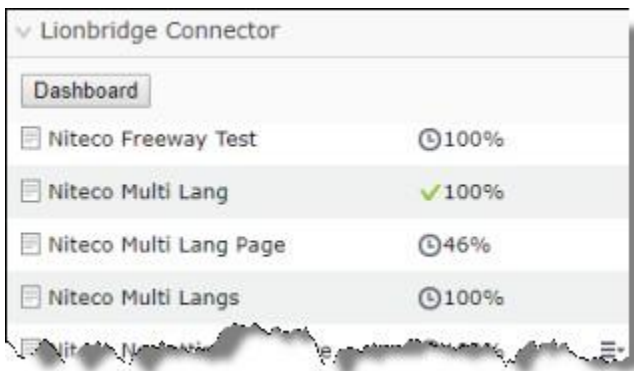 Lionbridge Connector
Dashboard
Niteco Freeway Test 100%
Niteco Multi Lang 100%
Niteco Multi Lang Page 46%
Niteco Multi Langs 100%